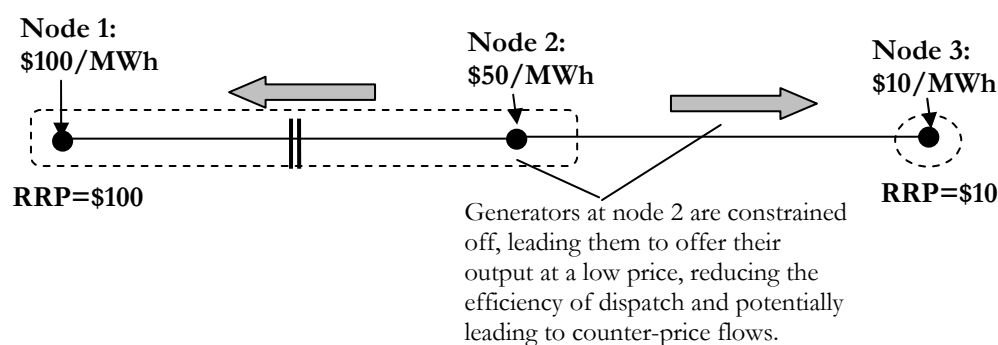 Node 1:
$100/MWh
Node 2:
$50/MWh
Node 3:
$10/MWh
RRP=$100
RRP=$10
Generators at node 2 are constrained
off, leading them to offer their
output at a low price, reducing the
efficiency of dispatch and potentially
leading to counter-price flows.